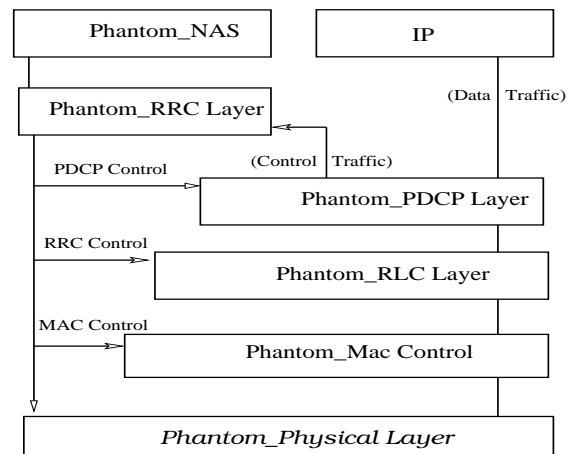 Phantom_NAS
IP
Phantom_RRC Layer
(Data Traffic)
(Control Traffic)
PDCP Control
Phantom_PDCP Layer
RRC Control
Phantom_RLC Layer
MAC Control
Phantom_Mac Control
Phantom_Physical Layer